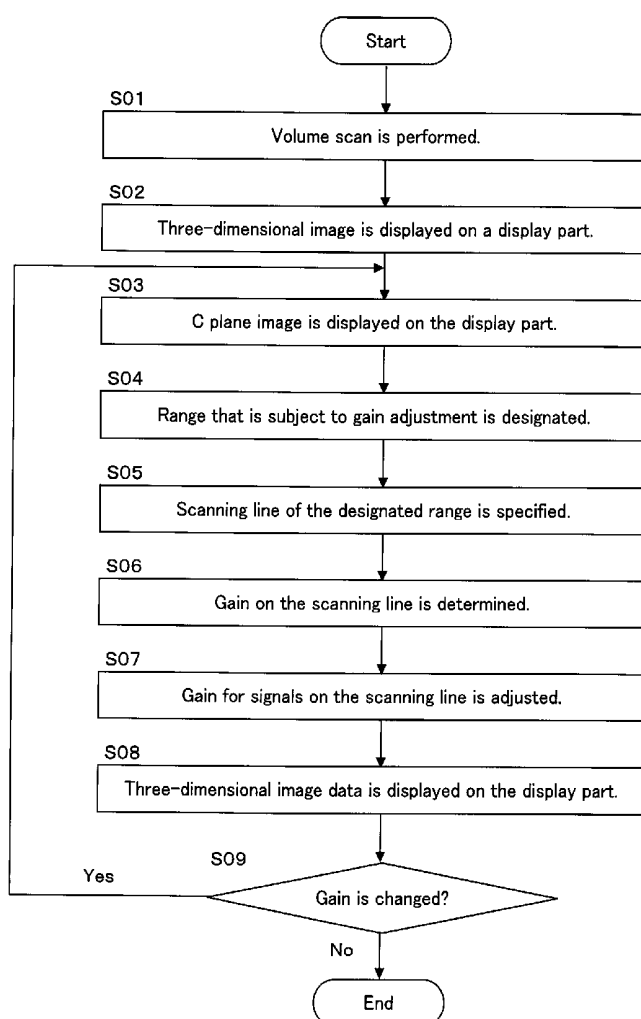 Start
S01
Volume scan is performed.
S02
Three-dimensional image is displayed on a display part.
S03
C plane image is displayed on the display part.
S04
Range that is subject to gain adjustment is designated.
S05
Scanning line of the designated range is specified.
S06
Gain on the scanning line is determined.
S07
Gain for signals on the scanning line is adjusted.
S08
Three-dimensional image data is displayed on the display part.
S09
Yes
Gain is changed?
No
End